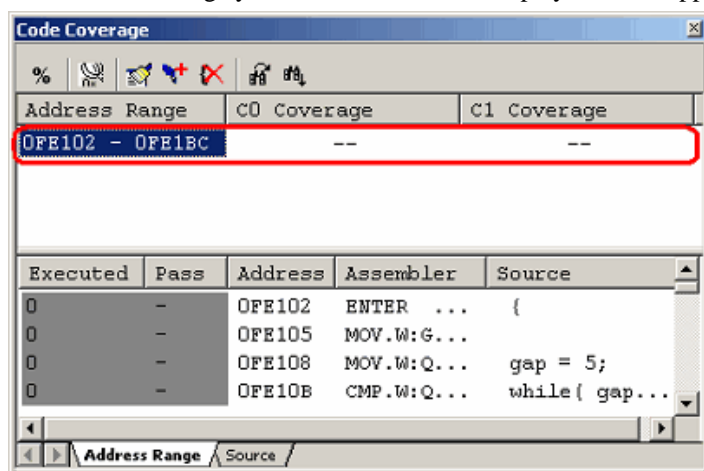 Code Coverage
%
Address Range C0 Coverage C1 Coverage
0FE102 - 0FE1BC -- --
Executed Pass Address Assembler Source
0 - 0FE102 ENTER ... {
0 - 0FE105 MOV.W:G...
0 - 0FE108 MOV.W:Q... gap = 5;
0 - 0FE10B CMP.W:Q... while( gap...
Address Range Source